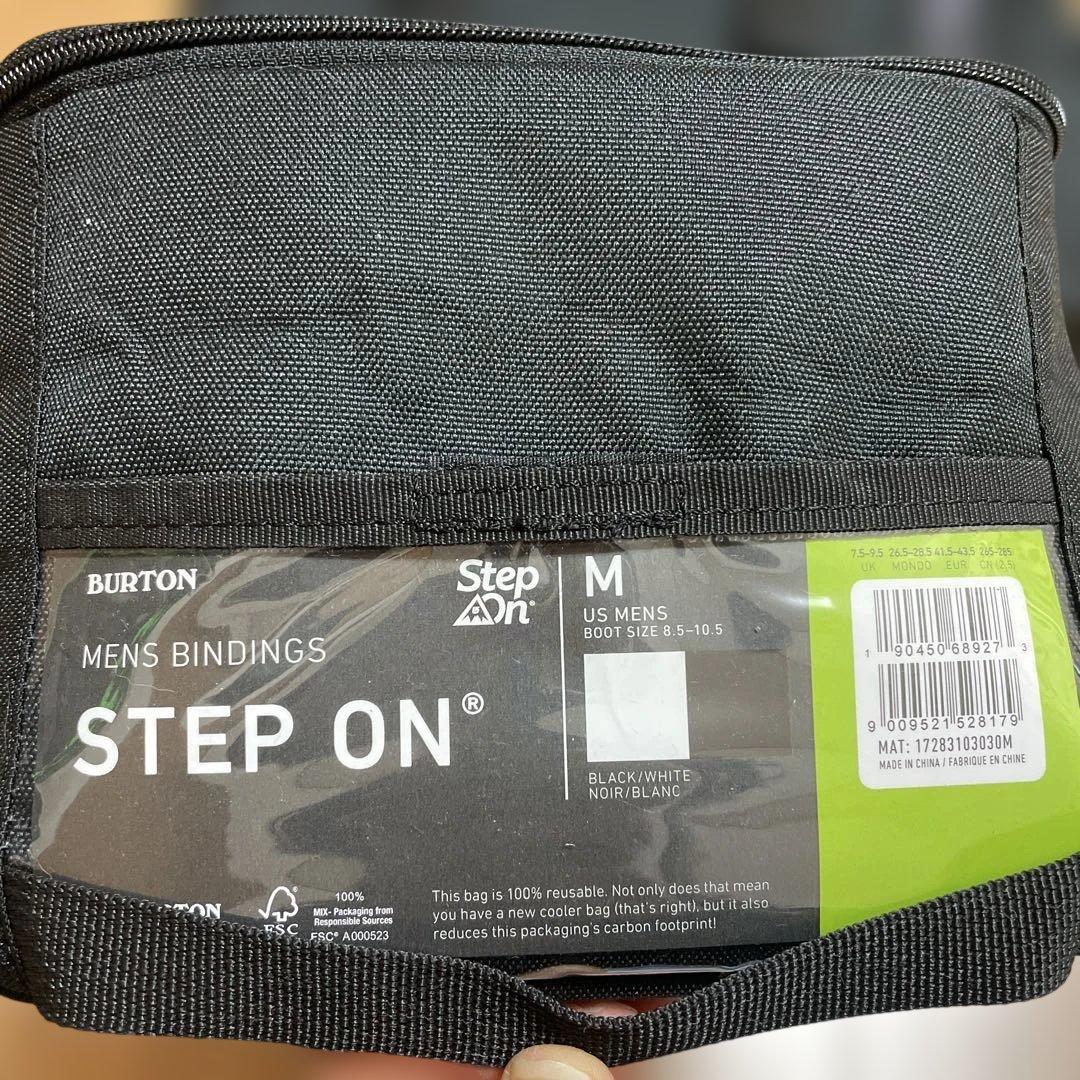 BURTON
Step On®
MENS BINDINGS
STEP ON®
M
US MENS
BOOT SIZE 8.5–10.5
BLACK/WHITE
NOIR/BLANC
7.5–9.5 26.5–28.5 41.5–43.5 265–285
UK MONDO EUR CN (2.5)
1 90450 68927 3
9 009521 528179
MAT: 17283103030M
MADE IN CHINA / FABRIQUE EN CHINE
FSC
100%
MIX- Packaging from
Responsible Sources
FSC® A000523
This bag is 100% reusable. Not only does that mean
you have a new cooler bag (that's right), but it also
reduces this packaging's carbon footprint!